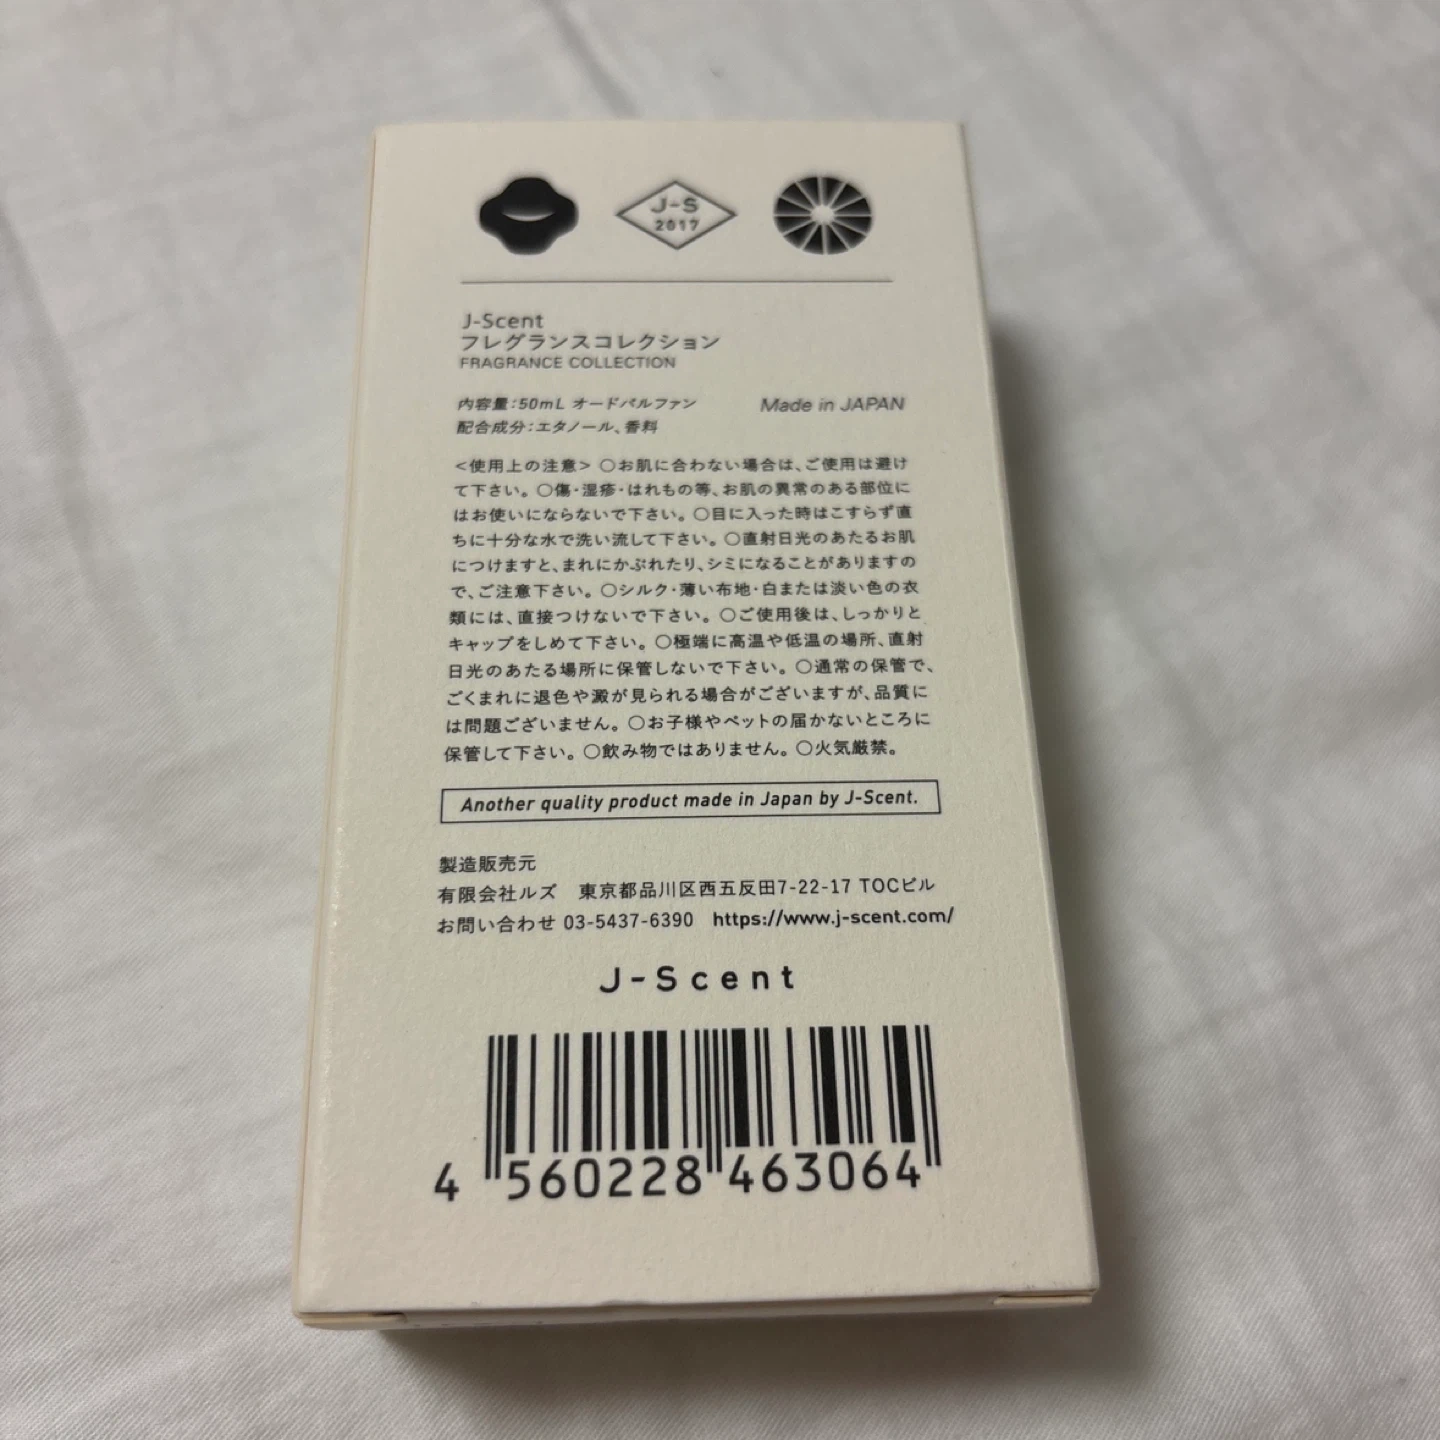 J-S
2017
J-Scent
フレグランスコレクション
FRAGRANCE COLLECTION
内容量:50mL オードパルファン
Made in JAPAN
配合成分:エタノール、香料
<使用上の注意> ○お肌に合わない場合は、ご使用は避け
て下さい。○傷・湿疹・はれもの等、お肌の異常のある部位に
はお使いにならないで下さい。○目に入った時はこすらず直
ちに十分な水で洗い流して下さい。○直射日光のあたるお肌
につけますと、まれにかぶれたり、シミになることがありますの
で、ご注意下さい。○シルク・薄い布地・白または淡い色の衣
類には、直接つけないで下さい。○ご使用後は、しっかりと
キャップをしめて下さい。○極端に高温や低温の場所、直射
日光のあたる場所に保管しないで下さい。○通常の保管で、
ごくまれに退色や澱が見られる場合がございますが、品質に
は問題ございません。○お子様やペットの届かないところに
保管して下さい。○飲み物ではありません。○火気厳禁。
Another quality product made in Japan by J-Scent.
製造販売元
有限会社ルズ 東京都品川区西五反田7-22-17 TOCビル
お問い合わせ 03-5437-6390 https://www.j-scent.com/
J-Scent
4 560228 463064